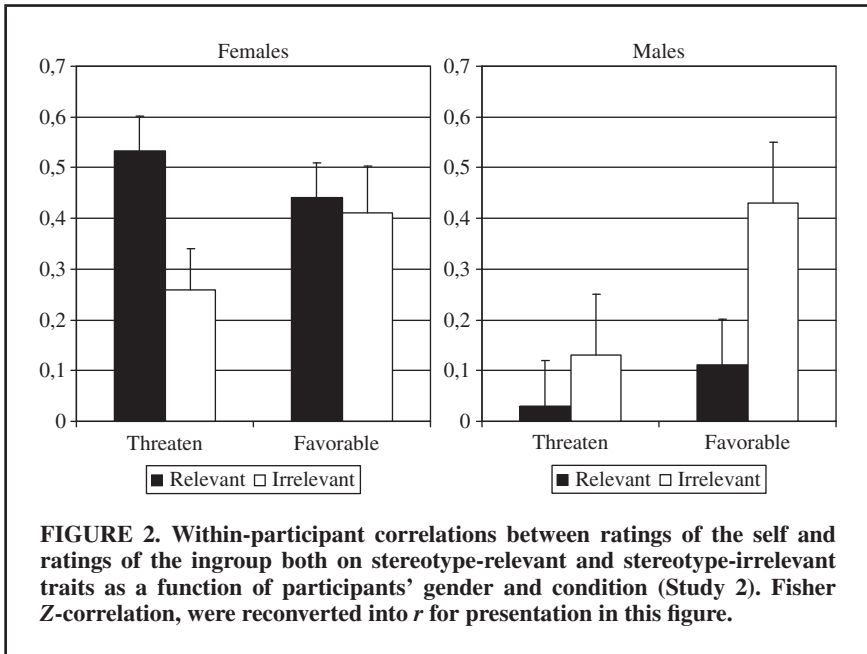 Females
0,7
0,6
0,5
0,4
0,3
0,2
0,1
0
Threaten Favorable
■ Relevant □ Irrelevant
Males
0,7
0,6
0,5
0,4
0,3
0,2
0,1
0
Threaten Favorable
■ Relevant □ Irrelevant
FIGURE 2. Within-participant correlations between ratings of the self and
ratings of the ingroup both on stereotype-relevant and stereotype-irrelevant
traits as a function of participants’ gender and condition (Study 2). Fisher
Z-correlation, were reconverted into r for presentation in this figure.